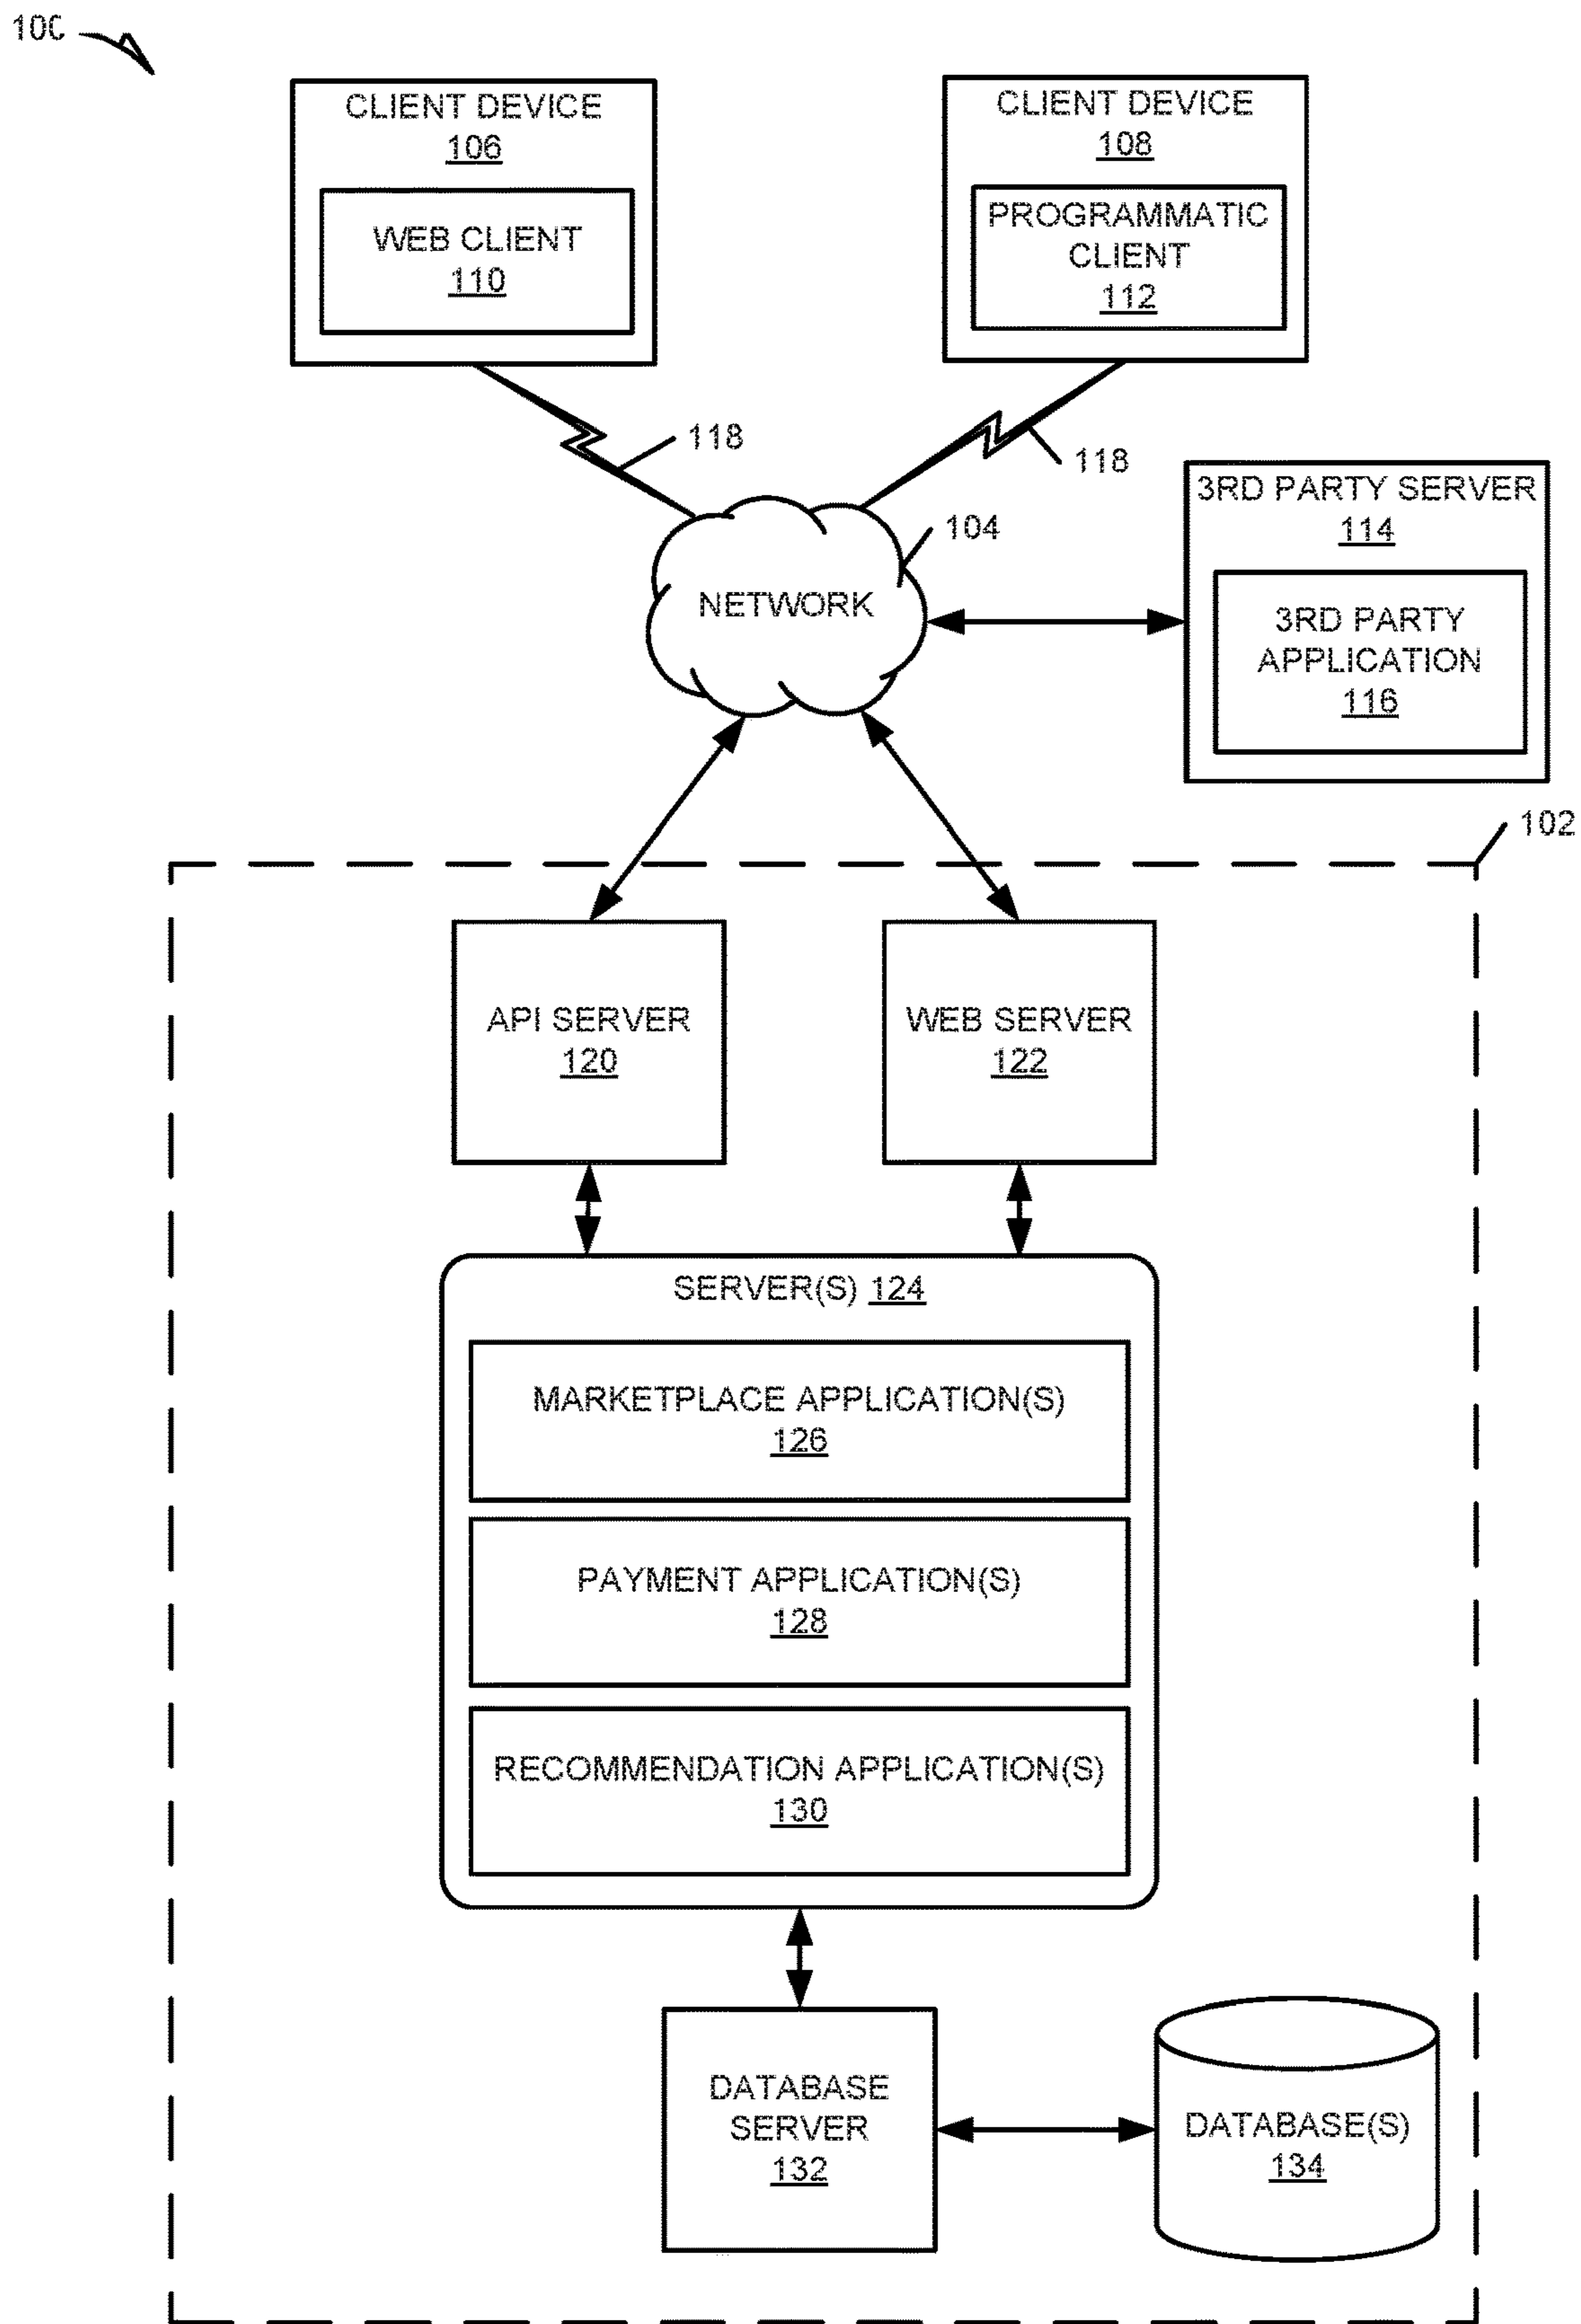 100
CLIENT DEVICE
106
WEB CLIENT
110
CLIENT DEVICE
108
PROGRAMMATIC
CLIENT
112
118
118
104
NETWORK
3RD PARTY SERVER
114
3RD PARTY
APPLICATION
116
102
API SERVER
120
WEB SERVER
122
SERVER(S) 124
MARKETPLACE APPLICATION(S)
126
PAYMENT APPLICATION(S)
128
RECOMMENDATION APPLICATION(S)
130
DATABASE
SERVER
132
DATABASE(S)
134